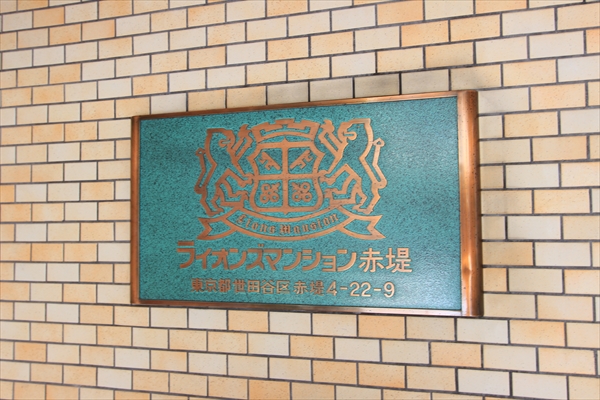 Lions Mansion
ライオンズマンション赤堤
東京都世田谷区 赤堤4-22-9